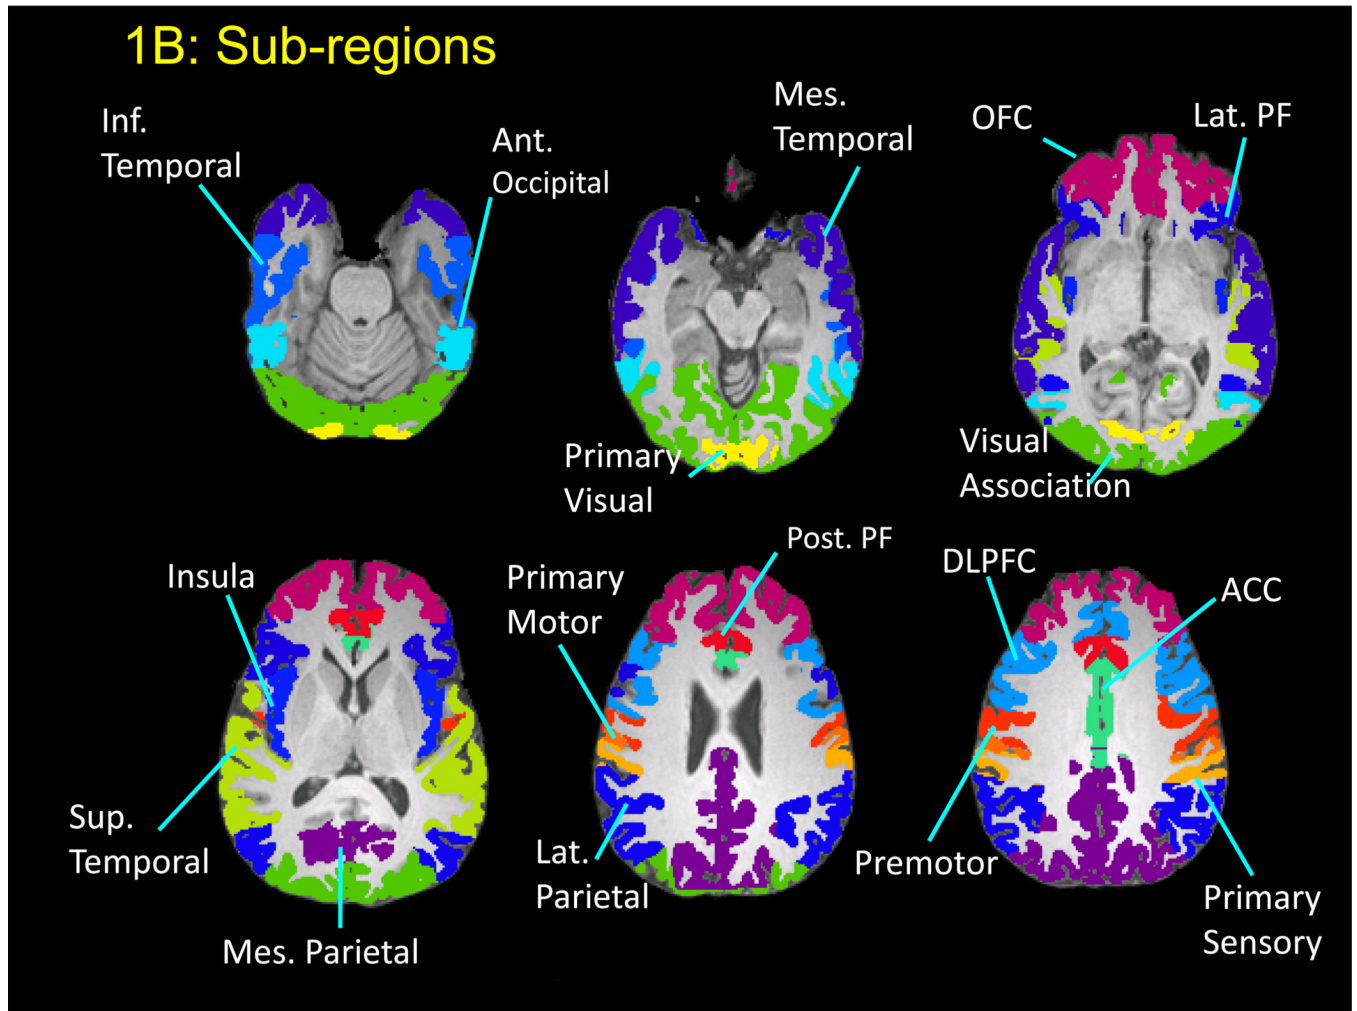 1B: Sub-regions
Inf.
Temporal
Ant.
Occipital
Mes.
Temporal
OFC
Lat. PF
Primary
Visual
Visual
Association
Insula
Primary
Motor
Post. PF
DLPFC
ACC
Sup.
Temporal
Mes. Parietal
Lat.
Parietal
Premotor
Primary
Sensory